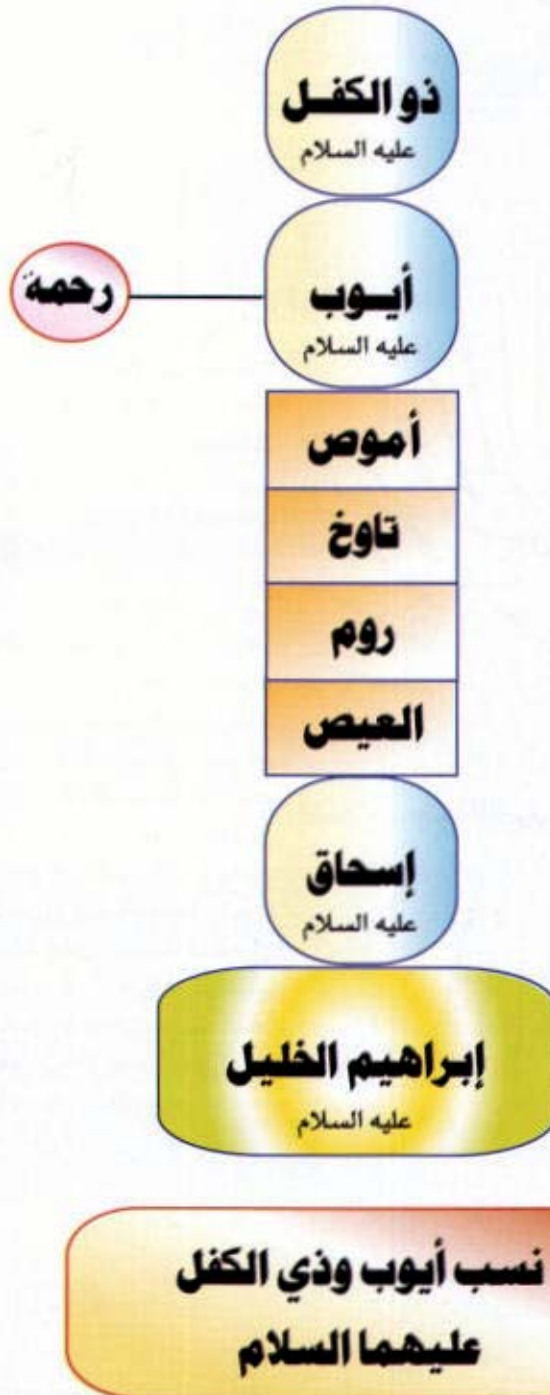 ذو الكفل
عليه السلام
أيوب
عليه السلام
رحمة
أموص
تاوخ
روم
العيص
إسحاق
عليه السلام
إبراهيم الخليل
عليه السلام
نسب أيوب وذي الكفل
عليهما السلام